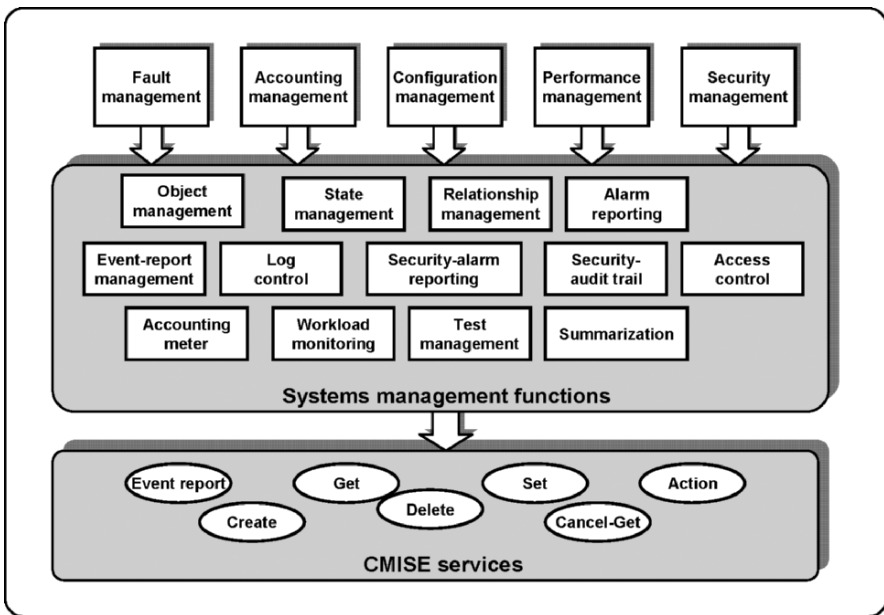 Fault
management
Accounting
management
Configuration
management
Performance
management
Security
management
Object
management
State
management
Relationship
management
Alarm
reporting
Event-report
management
Log
control
Security-alarm
reporting
Security-
audit trail
Access
control
Accounting
meter
Workload
monitoring
Test
management
Summarization
Systems management functions
Event report
Get
Set
Action
Create
Delete
Cancel-Get
CMISE services